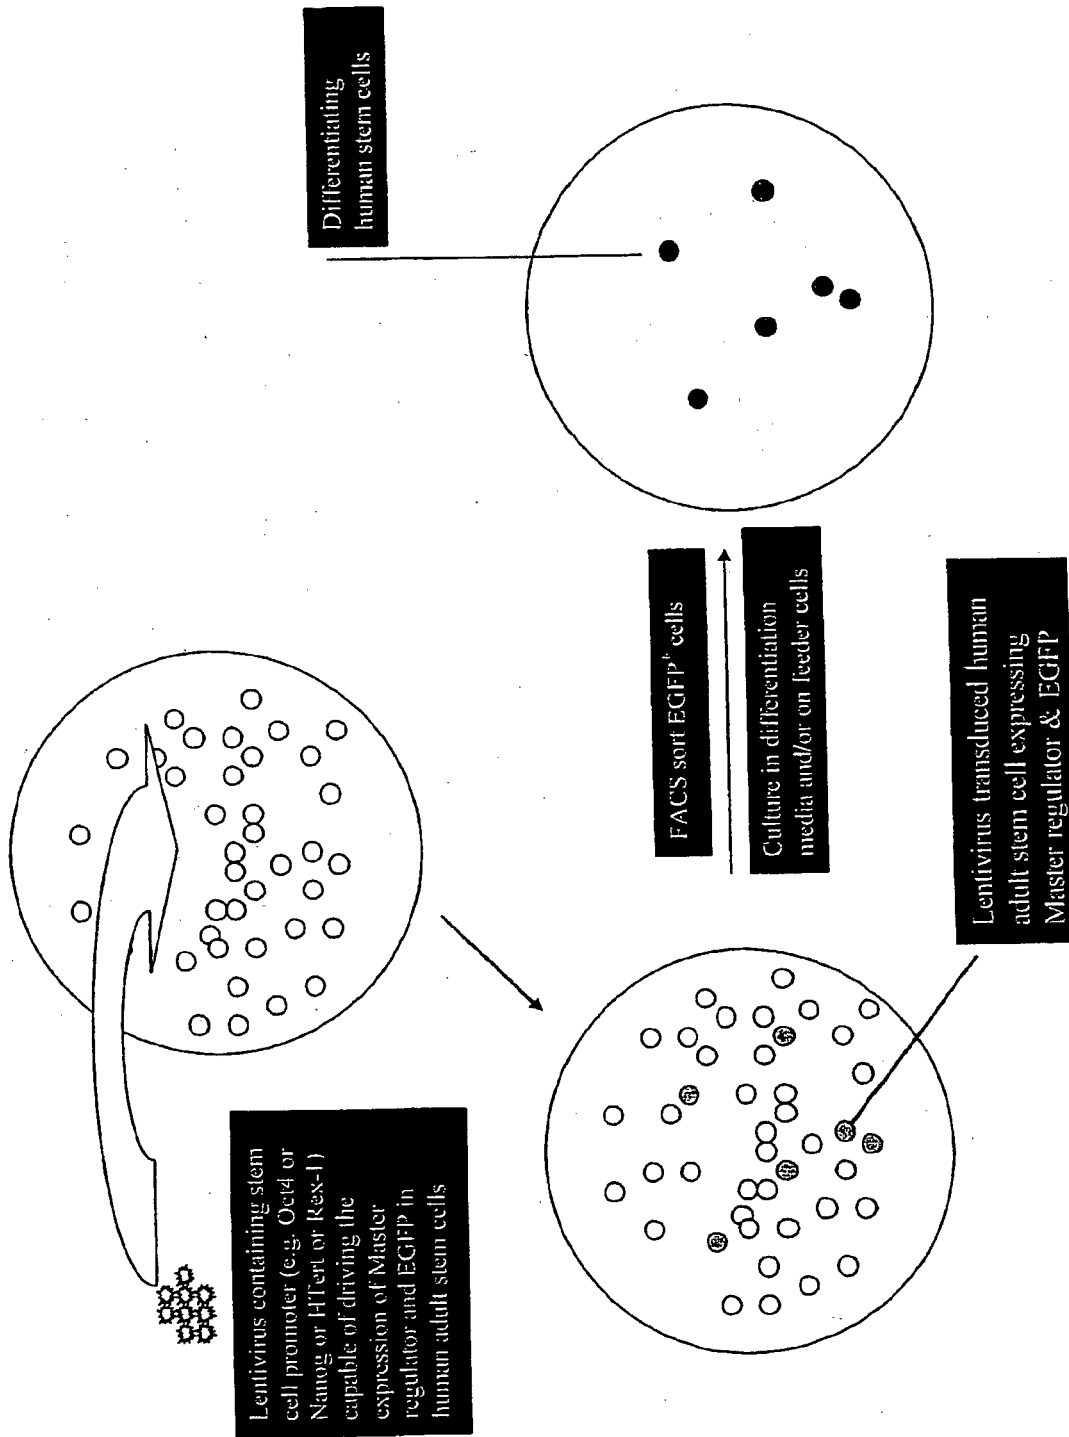 Lentivirus containing stem
cell promoter (e.g. Oct4 or
Nanog or HTert or Rex-1)
capable of driving the
expression of Master
regulator and EGFP in
human adult stem cells
Lentivirus transduced human
adult stem cell expressing
Master regulator & EGFP
FACS sort EGFP⁺ cells
Culture in differentiation
media and/or on feeder cells
Differentiating
human stem cells